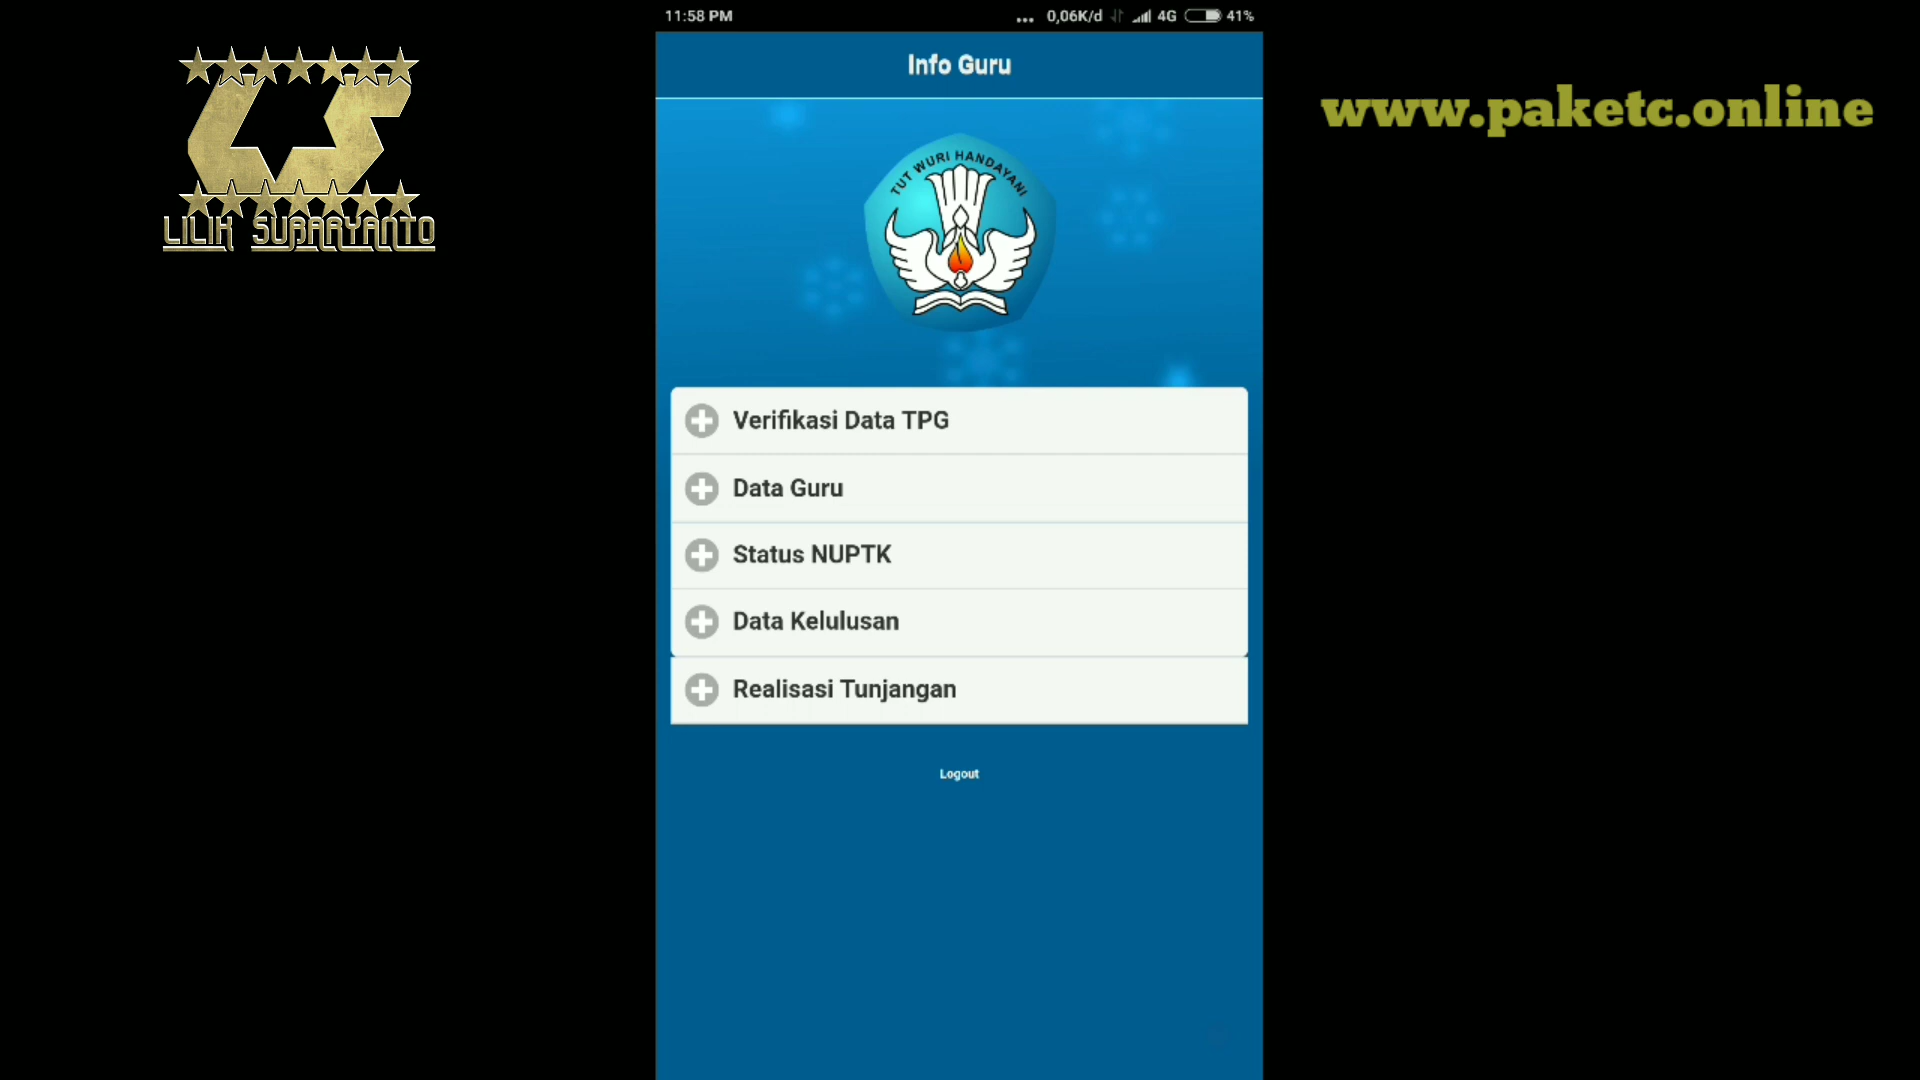 11:58 PM
... 0,06K/d 4G 41%
LILIK SUBARYANTO
Info Guru
www.paketc.online
TUT WURI HANDAYANI
Verifikasi Data TPG
Data Guru
Status NUPTK
Data Kelulusan
Realisasi Tunjangan
Logout